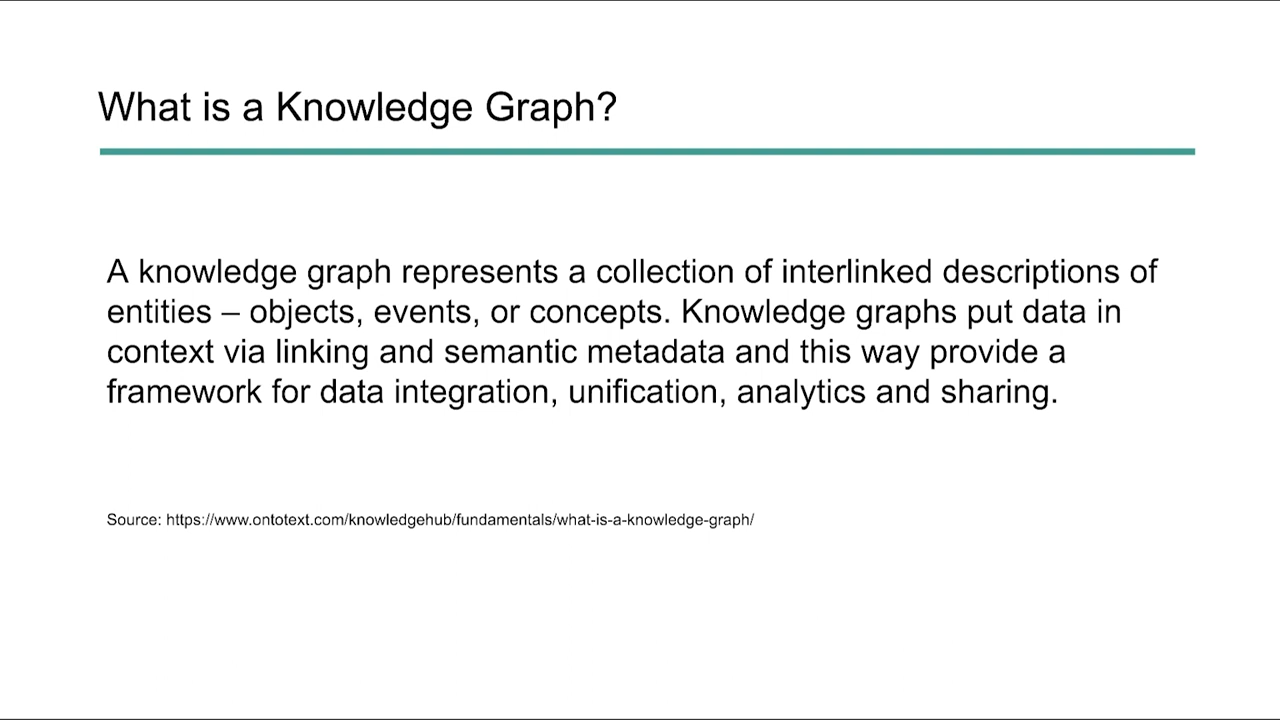 What is a Knowledge Graph?
A knowledge graph represents a collection of interlinked descriptions of
entities – objects, events, or concepts. Knowledge graphs put data in
context via linking and semantic metadata and this way provide a
framework for data integration, unification, analytics and sharing.
Source: https://www.ontotext.com/knowledgehub/fundamentals/what-is-a-knowledge-graph/